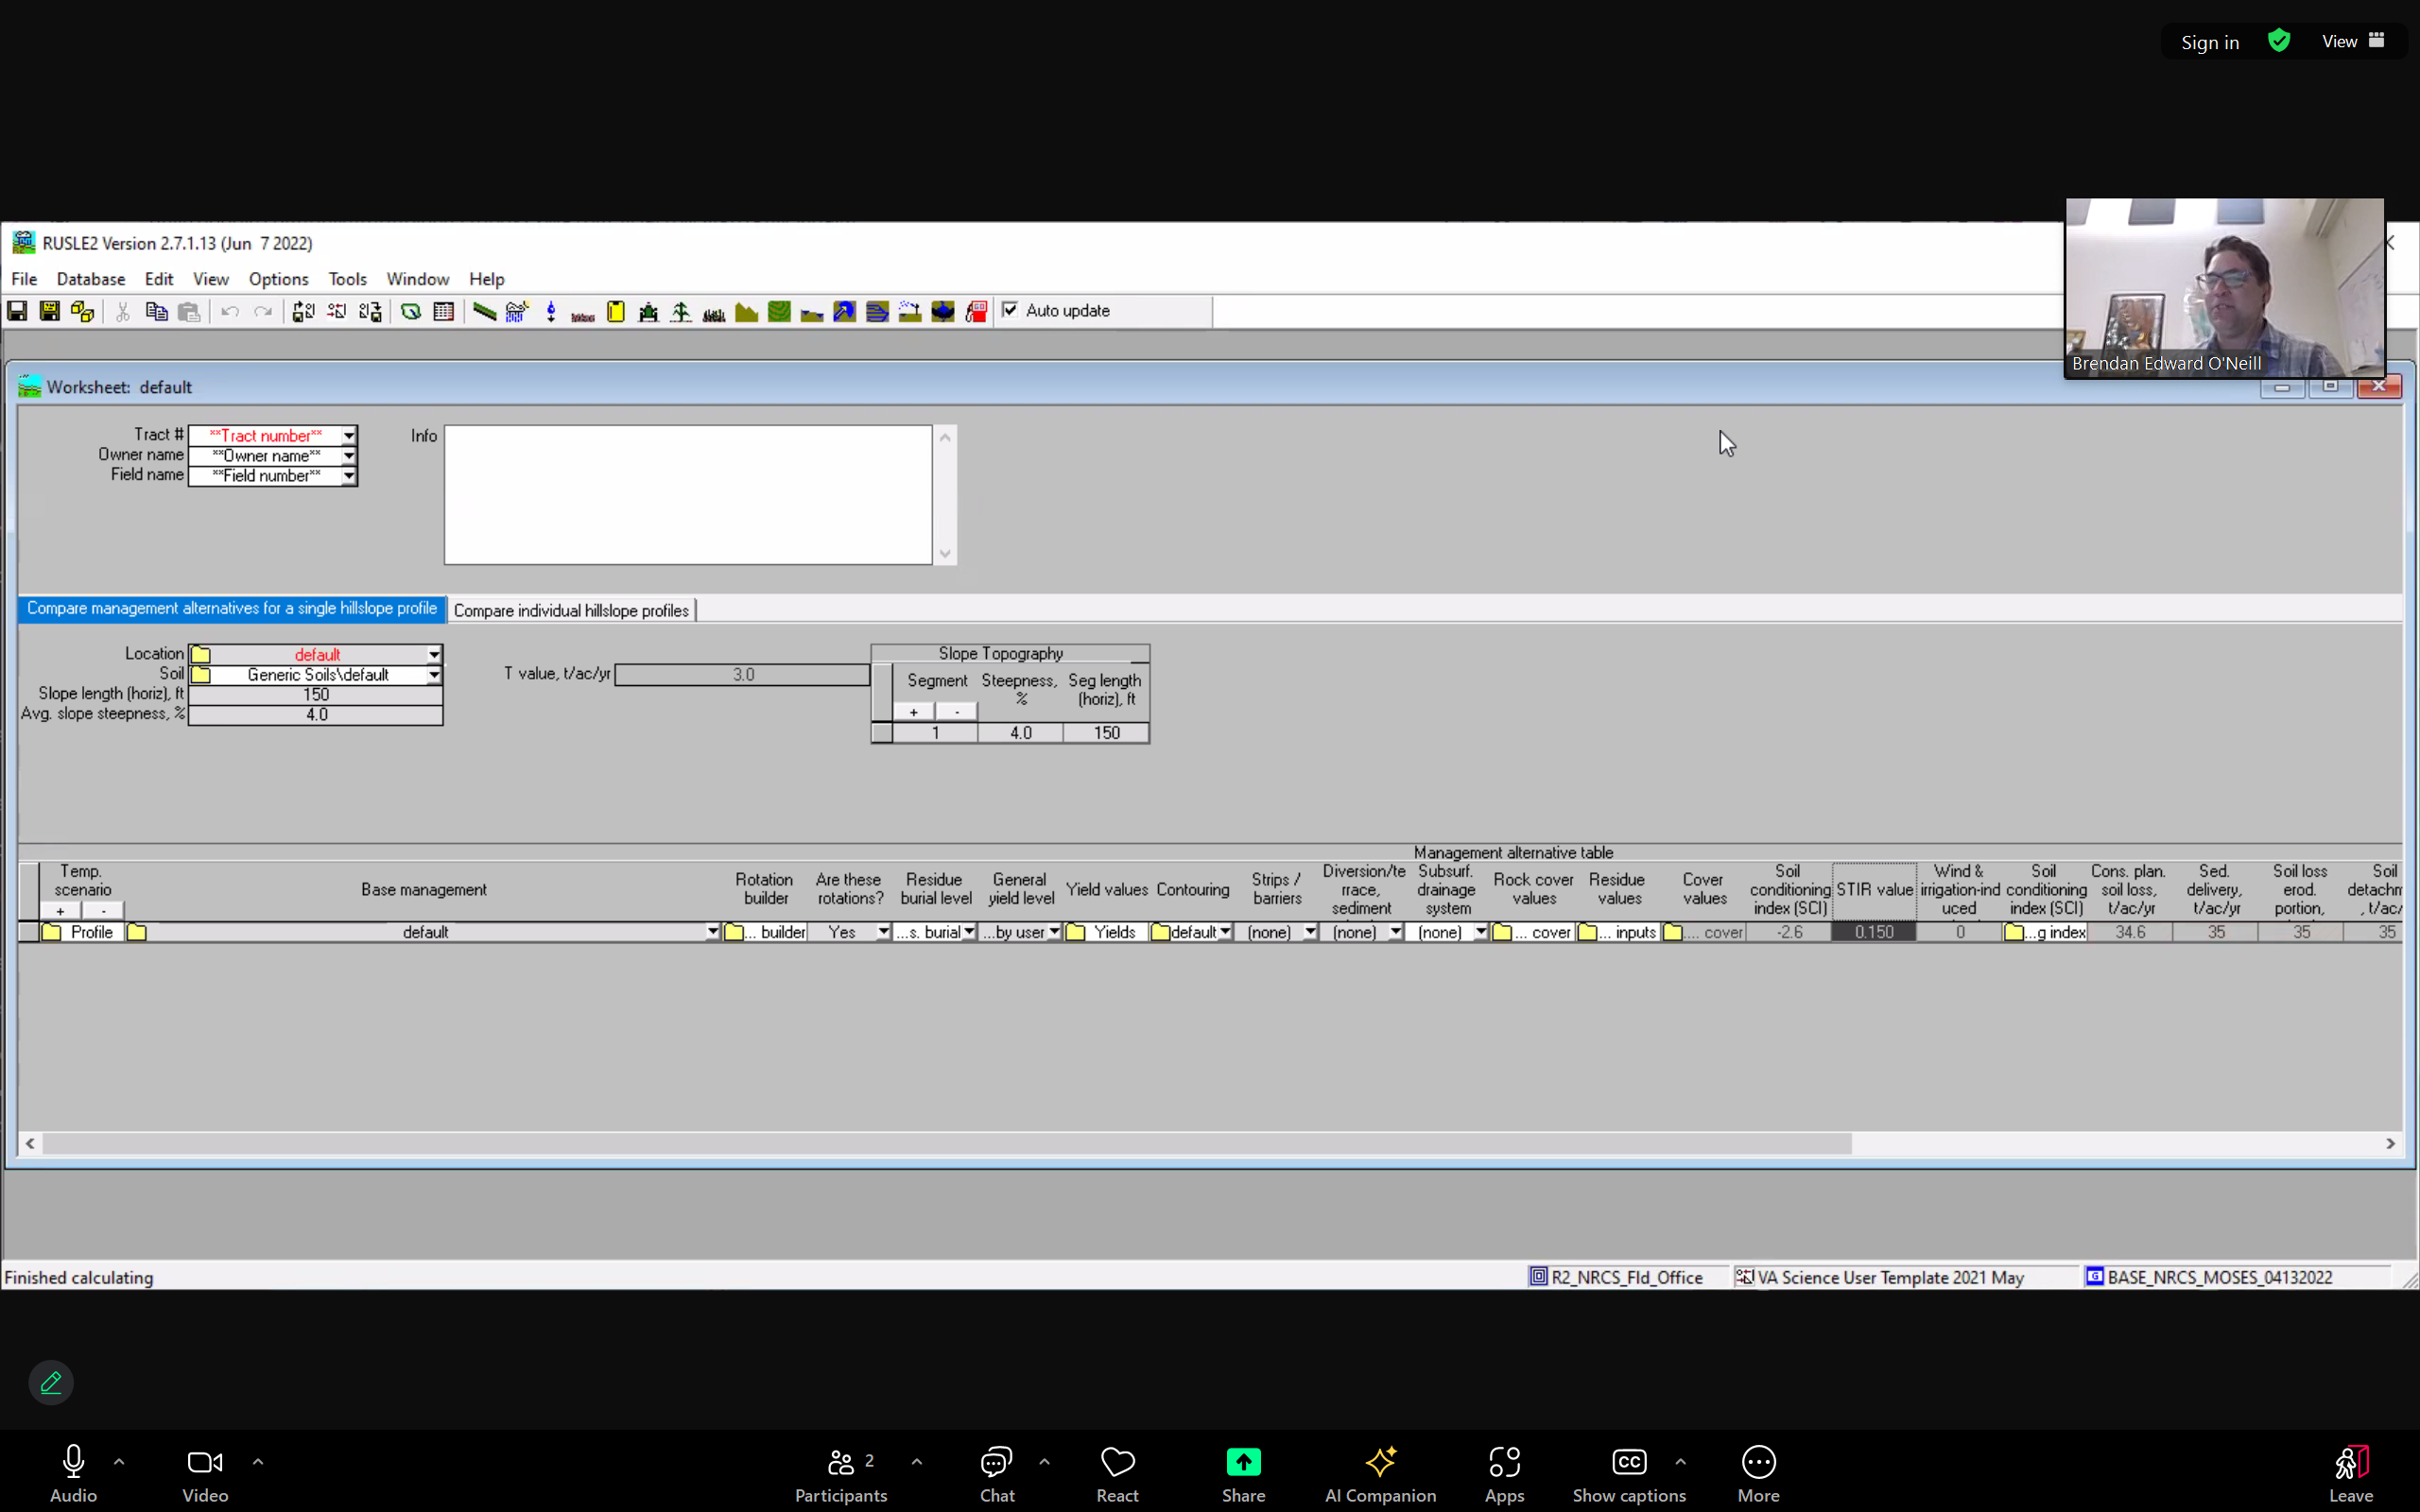 Sign in
View
RUSLE2 Version 2.7.1.13 (Jun 7 2022)
File Database Edit View Options Tools Window Help
Auto update
Brendan Edward O'Neill
Worksheet: default
Tract # **Tract number**
Owner name **Owner name**
Field name **Field number**
Info
Compare management alternatives for a single hillslope profile
Compare individual hillslope profiles
Location default
Soil Generic Soils\default
Slope length (horiz), ft 150
Avg. slope steepness, % 4.0
T value, t/ac/yr 3.0
Slope Topography
Segment
Steepness, %
Seg length (horiz), ft
+ -
1 4.0 150
Management alternative table
Temp. scenario
+ -
Base management
Rotation builder
Are these rotations?
Residue burial level
General yield level
Yield values
Contouring
Strips / barriers
Diversion/te rrace, sediment
Subsurf. drainage system
Rock cover values
Residue values
Cover values
Soil conditioning index (SCI)
STIR value
Wind & irrigation-ind uced
Soil conditioning index (SCI)
Cons. plan. soil loss, t/ac/yr
Sed. delivery, t/ac/yr
Soil loss erod. portion,
Soil detachm , t/ac/
Profile default ... builder Yes ...s. burial ...by user Yields default (none) (none) (none) ... cover ... inputs .... cover -2.6 0.150 0 ...g index 34.6 35 35 35
Finished calculating
R2_NRCS_Fld_Office
VA Science User Template 2021 May
BASE_NRCS_MOSES_04132022
Audio
Video
2
Participants
Chat
React
Share
AI Companion
Apps
CC
Show captions
More
Leave